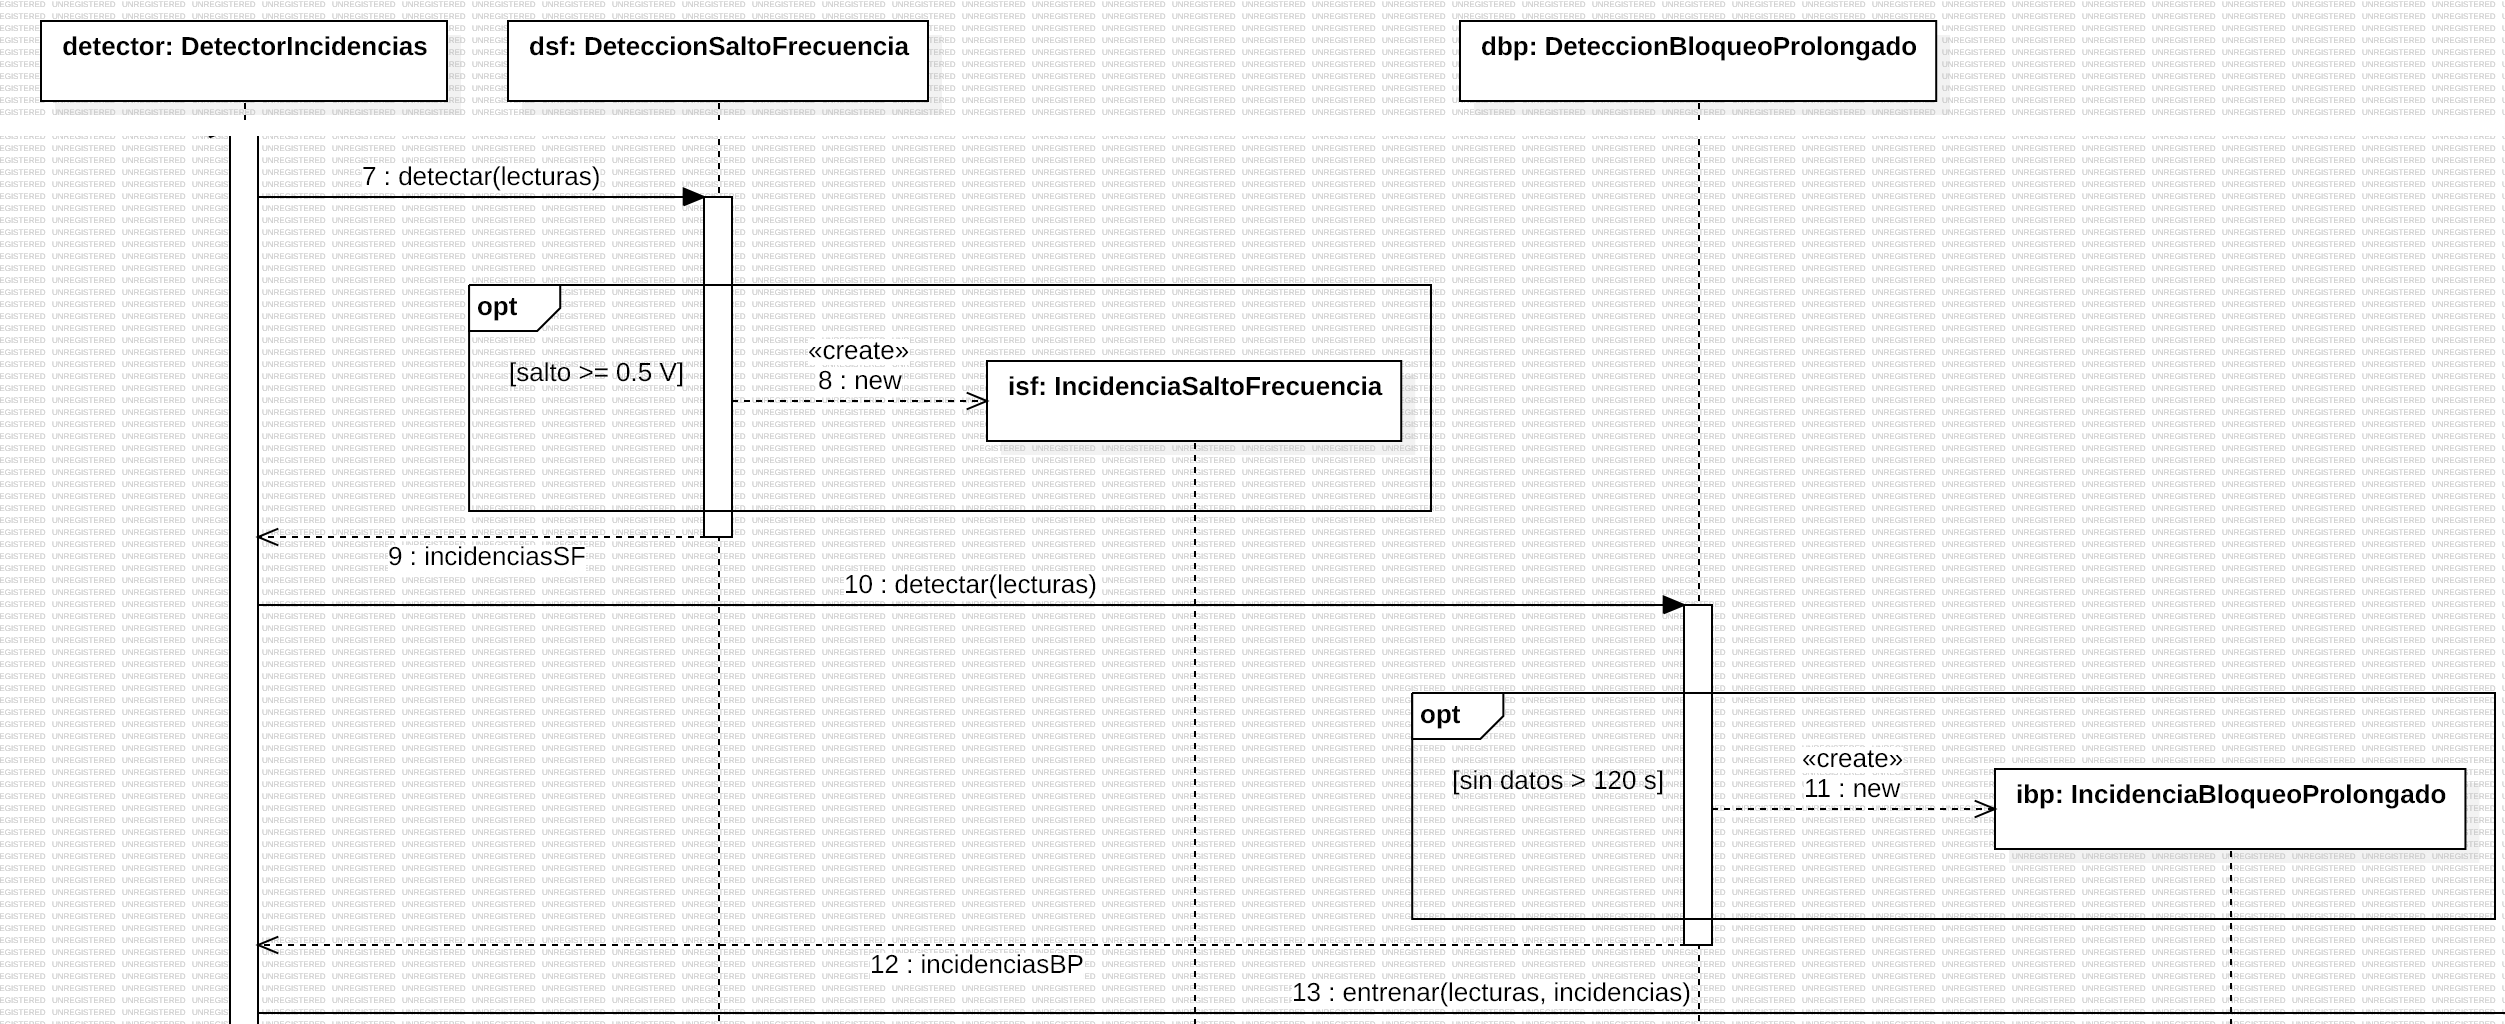 detector: DetectorIncidencias
dsf: DeteccionSaltoFrecuencia
dbp: DeteccionBloqueoProlongado
7 : detectar(lecturas)
opt
[salto >= 0.5 V]
«create»
8 : new
isf: IncidenciaSaltoFrecuencia
9 : incidenciasSF
10 : detectar(lecturas)
opt
[sin datos > 120 s]
«create»
11 : new
ibp: IncidenciaBloqueoProlongado
12 : incidenciasBP
13 : entrenar(lecturas, incidencias)
UNREGISTERED